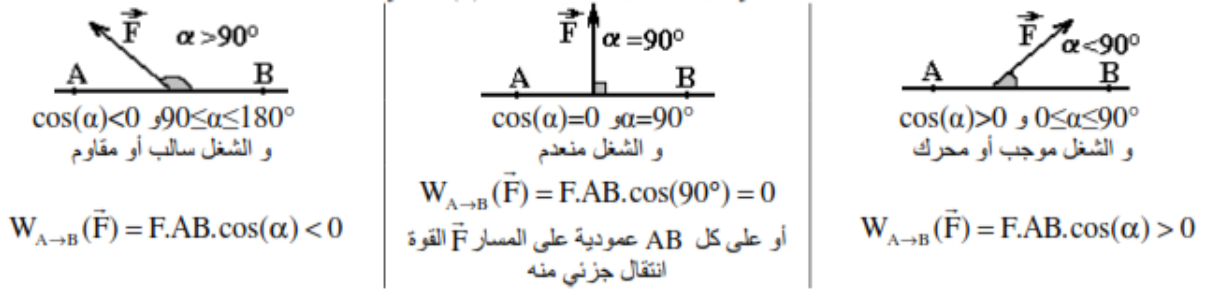 F⃗
α<90°
A B
cos(α)>0 و 0≤α≤90°
و الشغل موجب أو محرك
W_{A→B}(F⃗) = F.AB.cos(α) > 0
F⃗ α=90°
A B
cos(α)=0 و α=90°
و الشغل منعدم
W_{A→B}(F⃗) = F.AB.cos(90°) = 0
القوة F⃗ عمودية على المسار AB أو على كل
انتقال جزئي منه
F⃗ α>90°
A B
cos(α)<0 و 90≤α≤180°
و الشغل سالب أو مقاوم
W_{A→B}(F⃗) = F.AB.cos(α) < 0